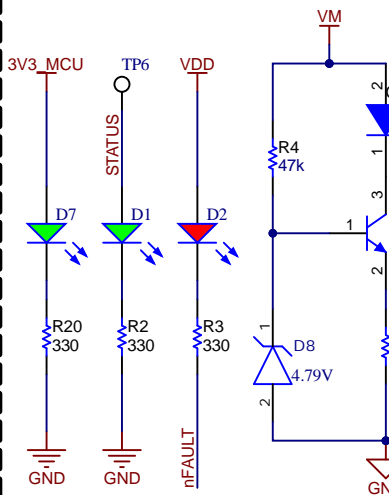 VM
3V3_MCU
TP6
VDD
STATUS
2
R4
47k
1
3
D7
D1
D2
1
2
R20
330
R2
330
R3
330
1
D8
4.79V
2
nFAULT
GND
GND